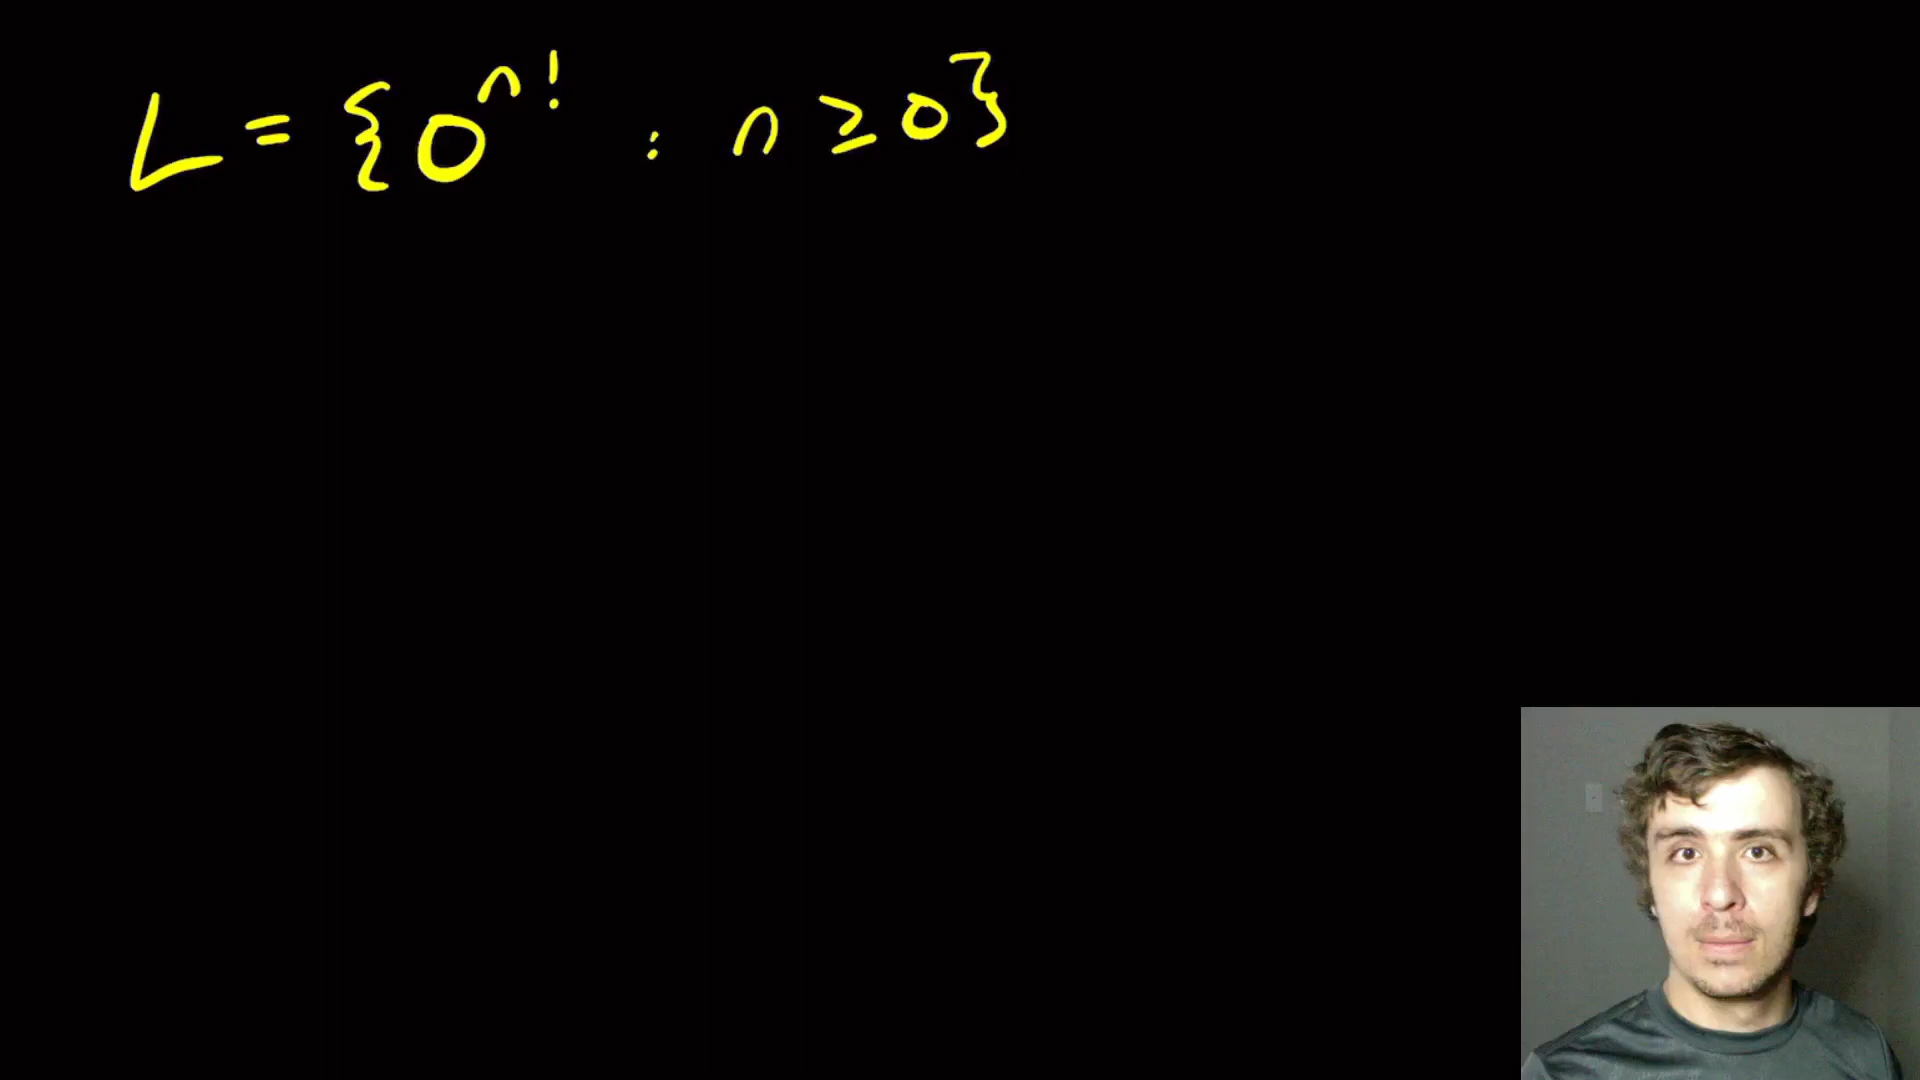 L = {0^n! : n ≥ 0}